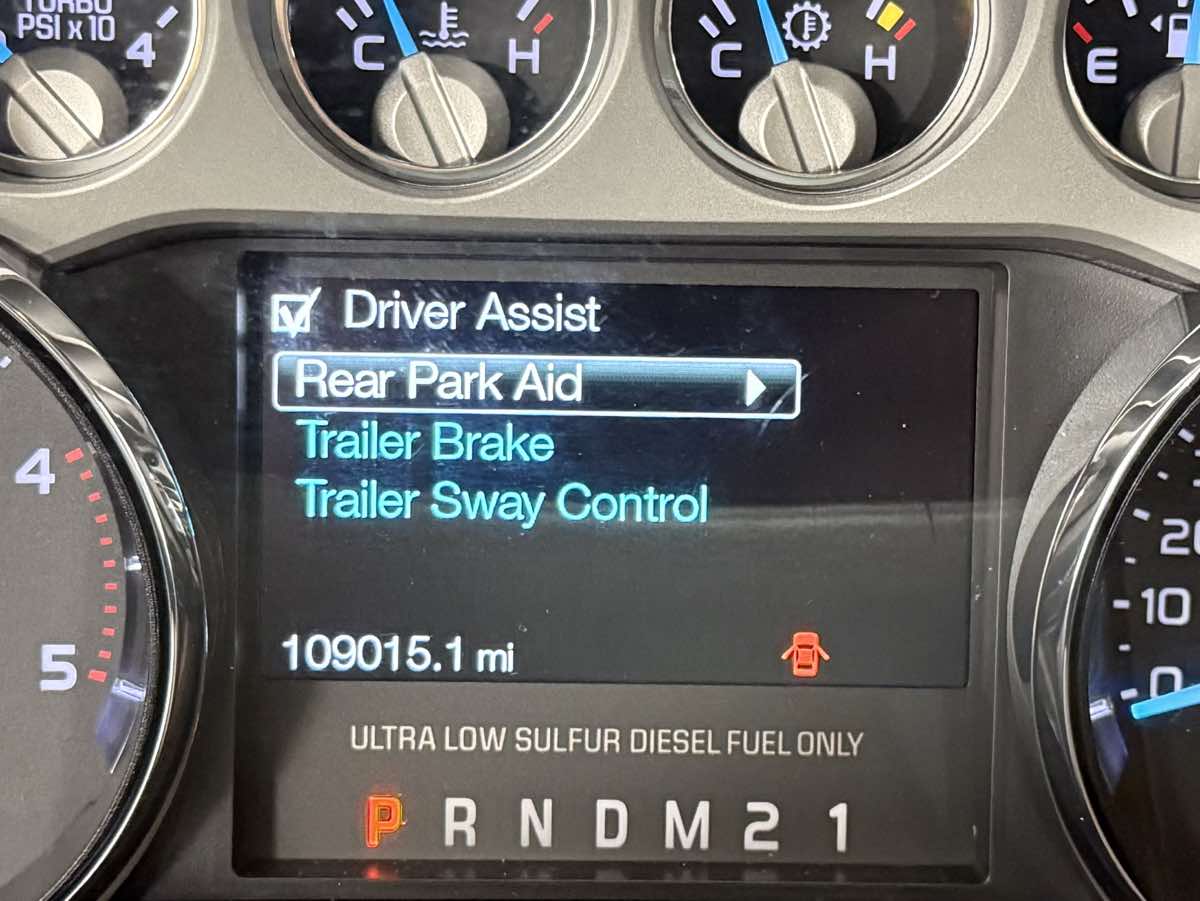 TURBO
PSI x 10
4
C
H
C
H
E
Driver Assist
Rear Park Aid
Trailer Brake
Trailer Sway Control
109015.1 mi
ULTRA LOW SULFUR DIESEL FUEL ONLY
P R N D M 2 1
4
5
10
0